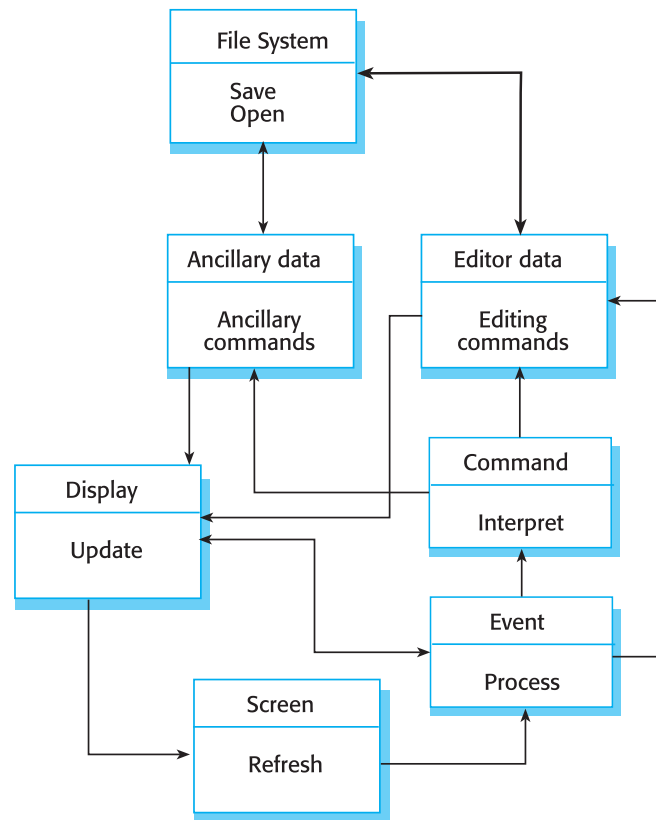 File System
Save
Open
Ancillary data
Ancillary
commands
Editor data
Editing
commands
Command
Interpret
Display
Update
Event
Process
Screen
Refresh